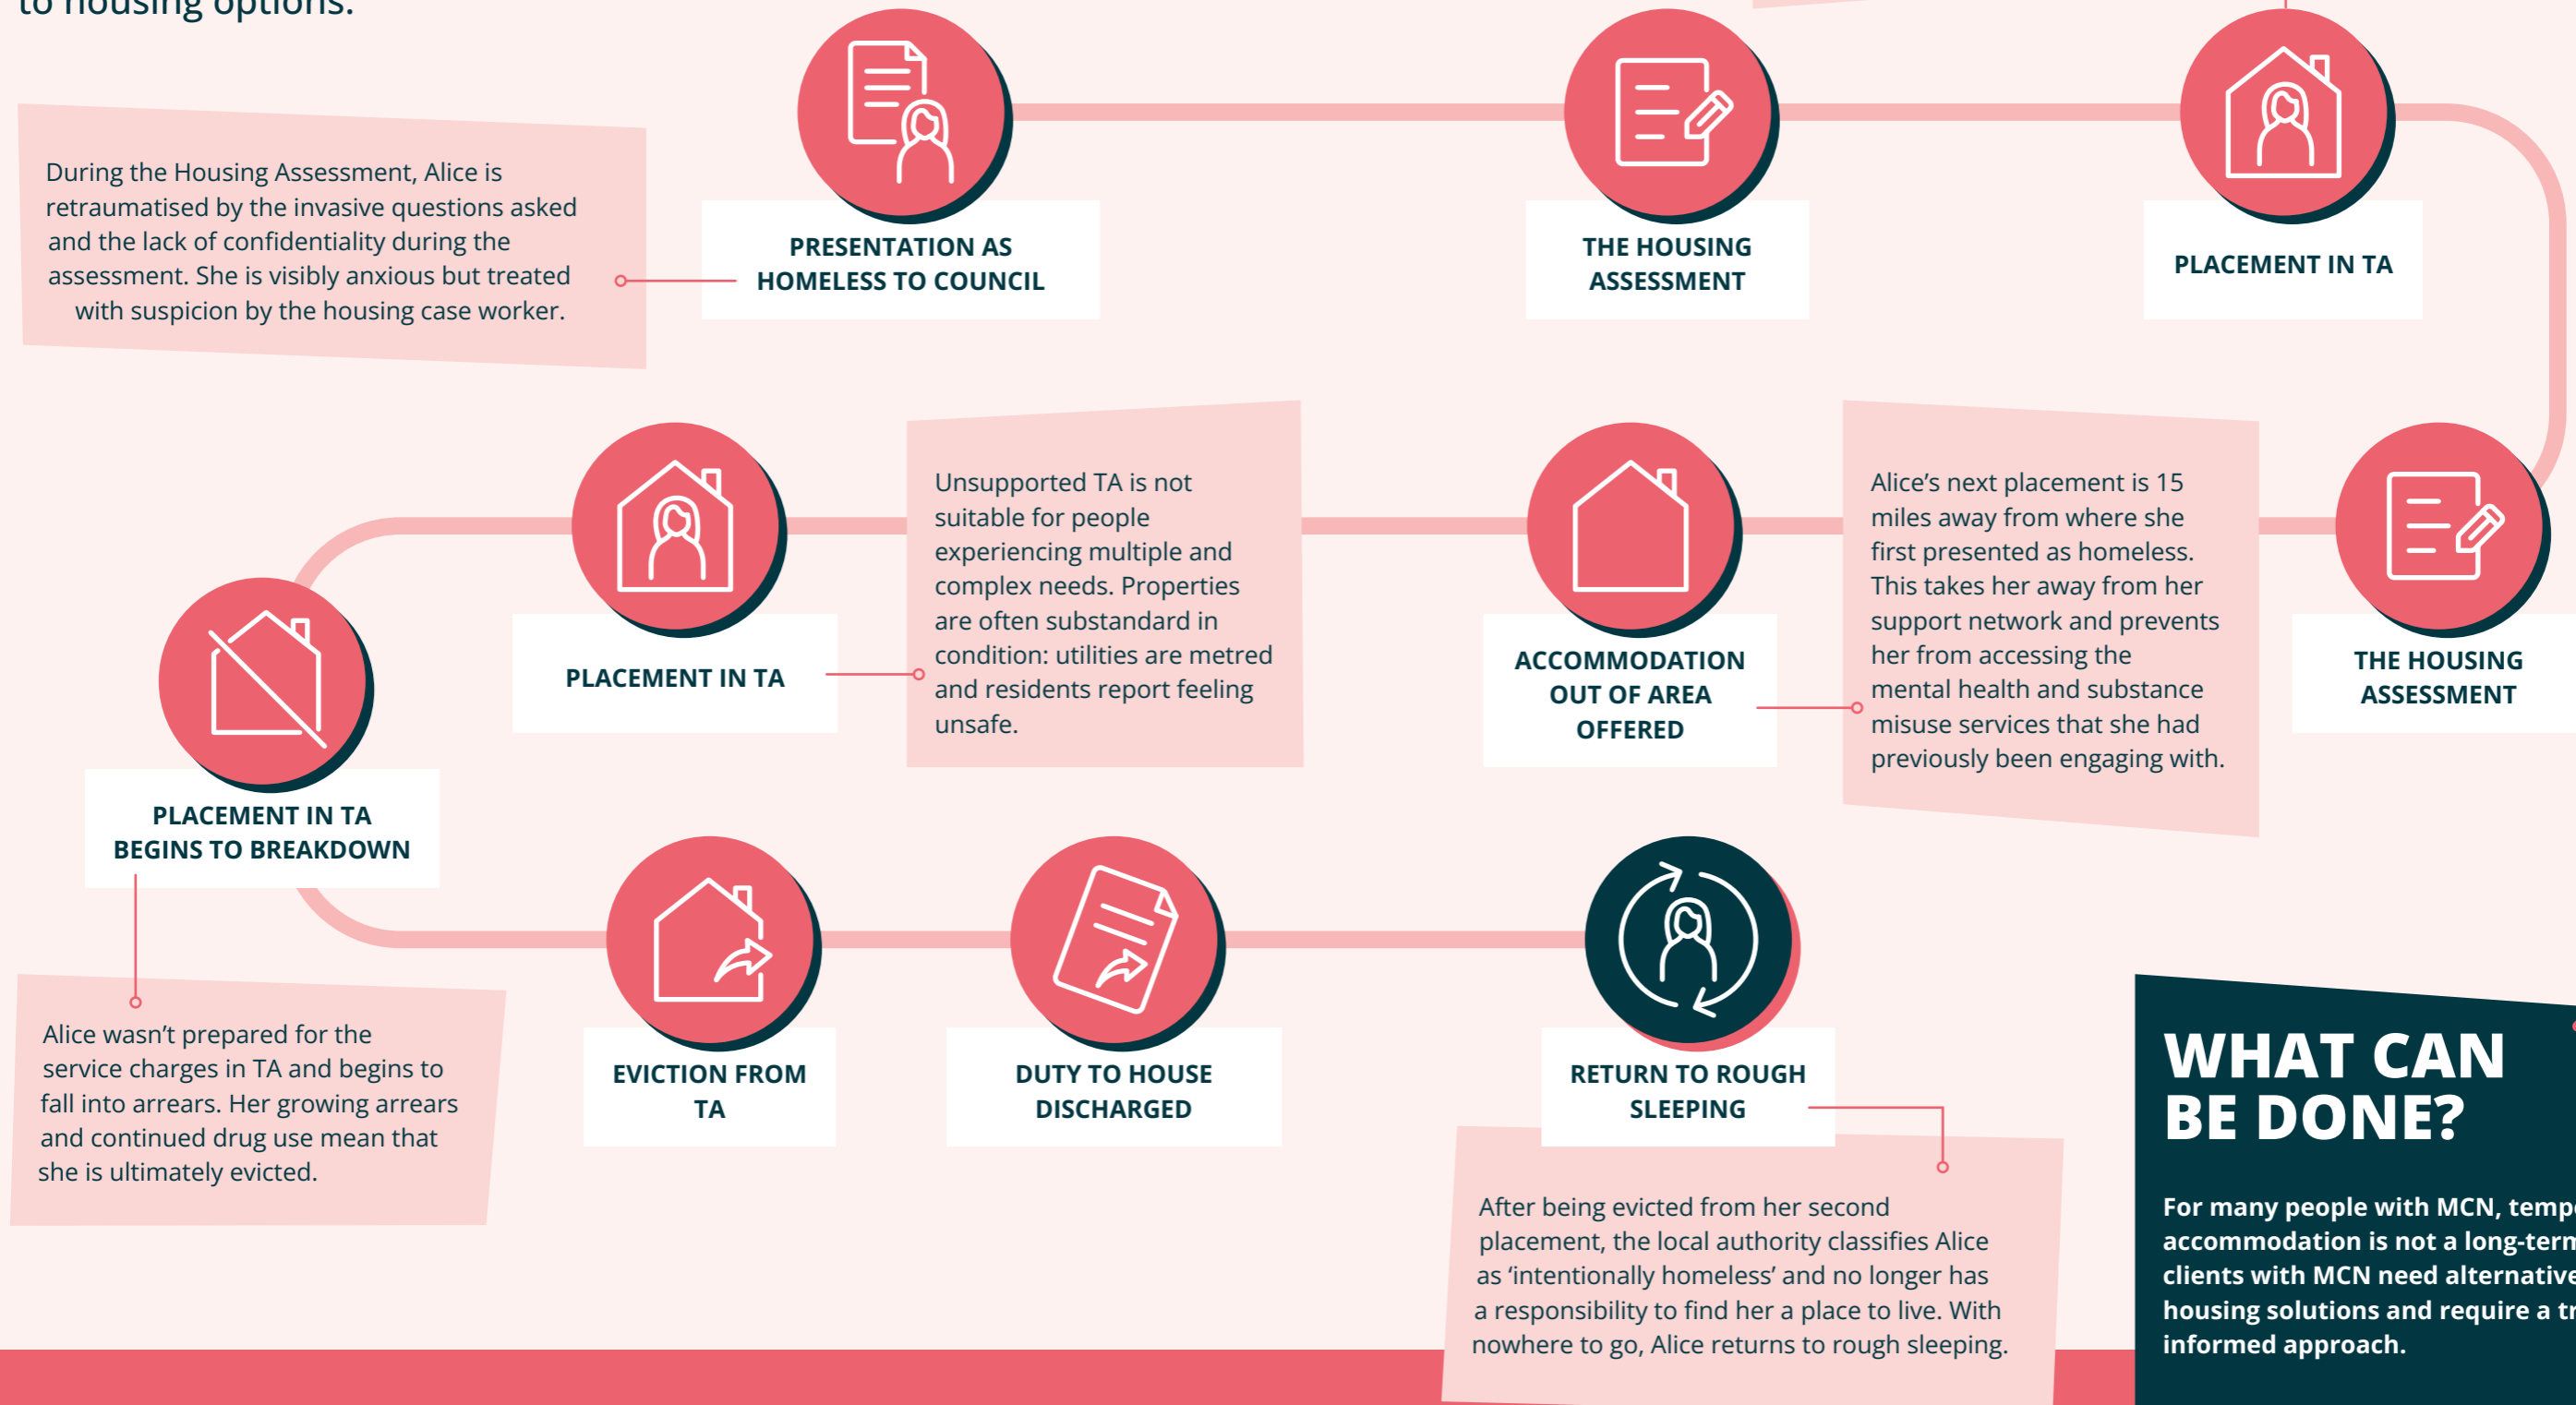 to housing options.
During the Housing Assessment, Alice is
retraumatised by the invasive questions asked
and the lack of confidentiality during the
assessment. She is visibly anxious but treated
with suspicion by the housing case worker.
PRESENTATION AS
HOMELESS TO COUNCIL
THE HOUSING
ASSESSMENT
PLACEMENT IN TA
THE HOUSING
ASSESSMENT
Alice’s next placement is 15
miles away from where she
first presented as homeless.
This takes her away from her
support network and prevents
her from accessing the
mental health and substance
misuse services that she had
previously been engaging with.
ACCOMMODATION
OUT OF AREA
OFFERED
Unsupported TA is not
suitable for people
experiencing multiple and
complex needs. Properties
are often substandard in
condition: utilities are metred
and residents report feeling
unsafe.
PLACEMENT IN TA
PLACEMENT IN TA
BEGINS TO BREAKDOWN
Alice wasn’t prepared for the
service charges in TA and begins to
fall into arrears. Her growing arrears
and continued drug use mean that
she is ultimately evicted.
EVICTION FROM
TA
DUTY TO HOUSE
DISCHARGED
RETURN TO ROUGH
SLEEPING
After being evicted from her second
placement, the local authority classifies Alice
as ‘intentionally homeless’ and no longer has
a responsibility to find her a place to live. With
nowhere to go, Alice returns to rough sleeping.
WHAT CAN
BE DONE?
For many people with MCN,
accommodation is not a
clients with MCN need
housing solutions and require a
informed approach.